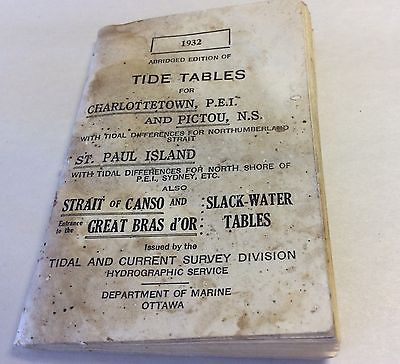 1932
ABRIDGED EDITION OF
TIDE TABLES
FOR
CHARLOTTETOWN, P.E.I.
AND PICTOU, N.S.
WITH TIDAL DIFFERENCES FOR NORTHUMBERLAND
STRAIT
ST. PAUL ISLAND
WITH TIDAL DIFFERENCES FOR NORTH SHORE OF
P.E.I., SYDNEY, ETC.
ALSO
STRAIT OF CANSO AND : SLACK-WATER
Entrance to the GREAT BRAS d'OR : TABLES
Issued by the
TIDAL AND CURRENT SURVEY DIVISION
HYDROGRAPHIC SERVICE
DEPARTMENT OF MARINE
OTTAWA